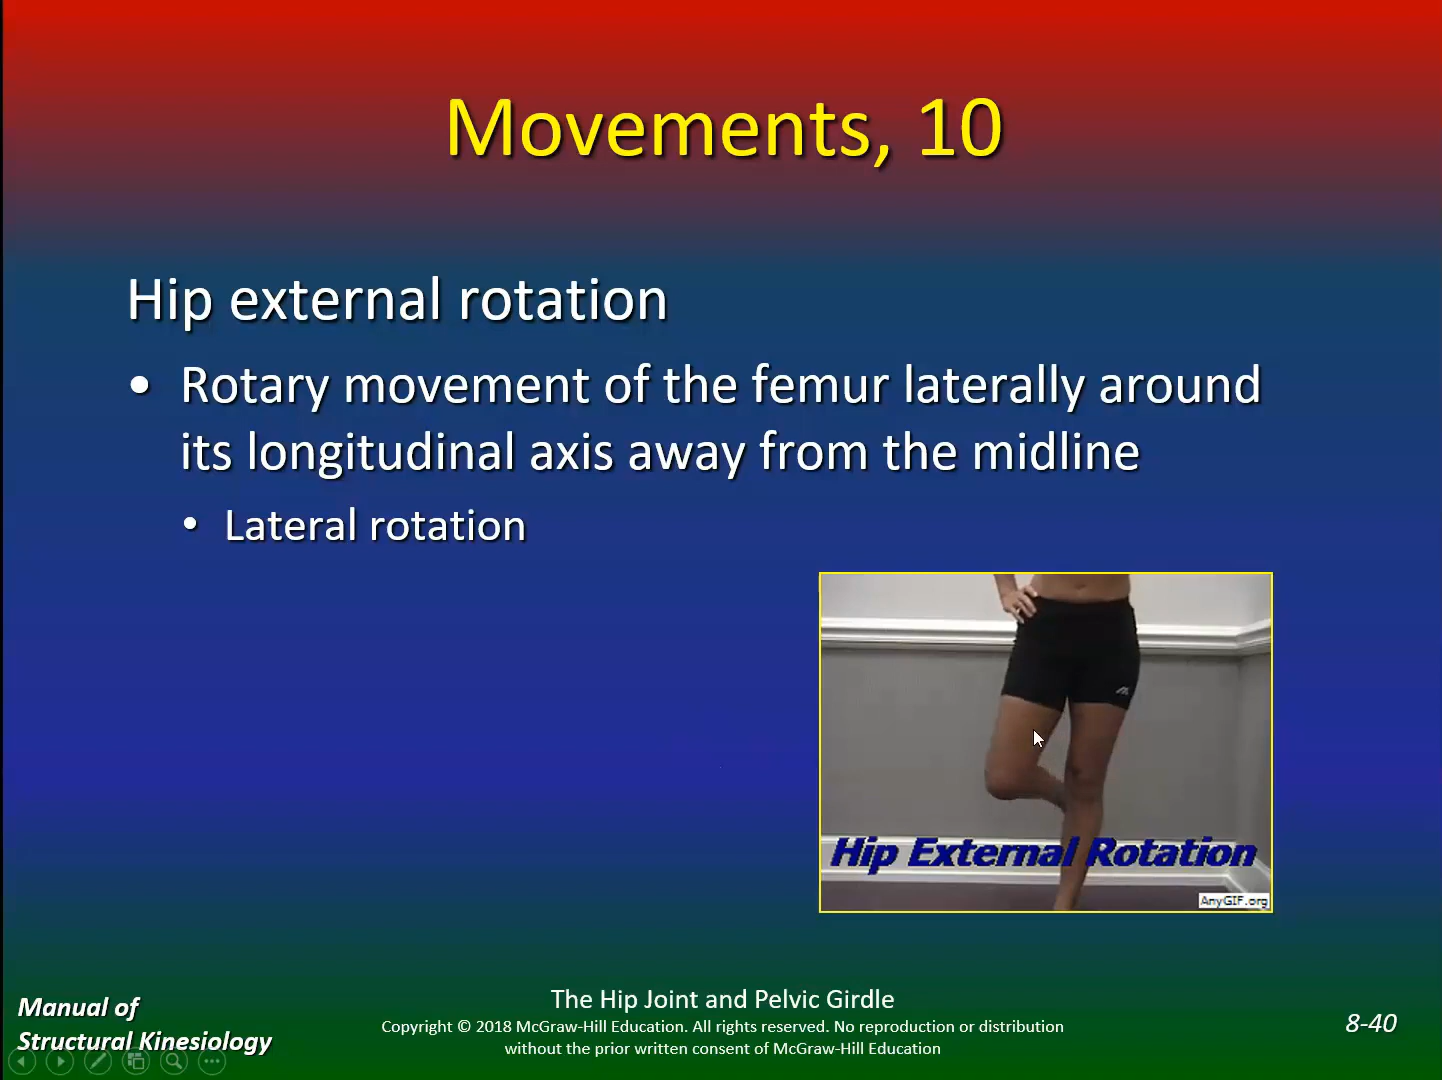 Movements, 10
Hip external rotation
• Rotary movement of the femur laterally around
its longitudinal axis away from the midline
• Lateral rotation
Hip External Rotation
AnyGIF.org
Manual of
Structural Kinesiology
The Hip Joint and Pelvic Girdle
Copyright © 2018 McGraw-Hill Education. All rights reserved. No reproduction or distribution
without the prior written consent of McGraw-Hill Education
8-40